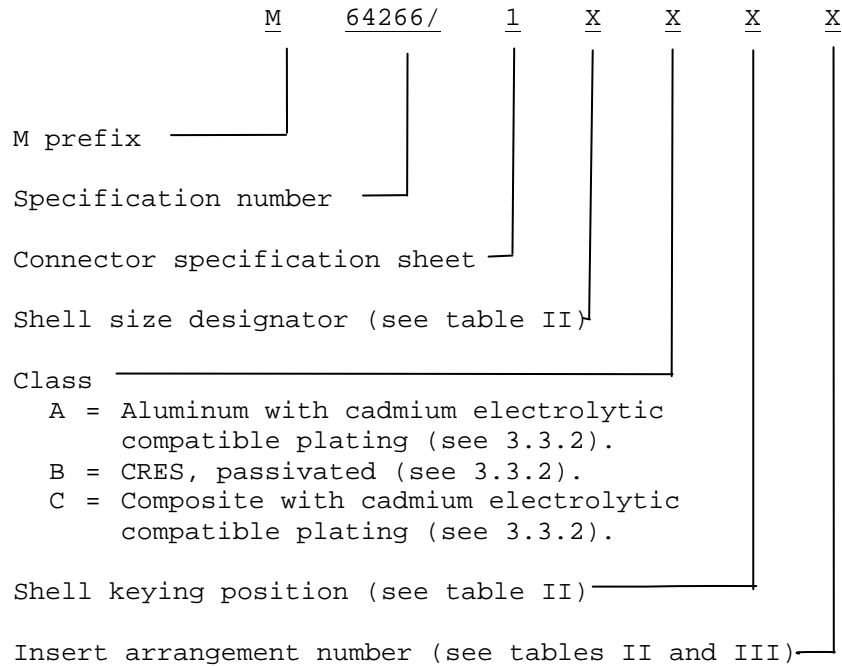 M 64266/ 1 X X X X
M prefix
Specification number
Connector specification sheet
Shell size designator (see table II)
Class
A = Aluminum with cadmium electrolytic
compatible plating (see 3.3.2).
B = CRES, passivated (see 3.3.2).
C = Composite with cadmium electrolytic
compatible plating (see 3.3.2).
Shell keying position (see table II)
Insert arrangement number (see tables II and III)